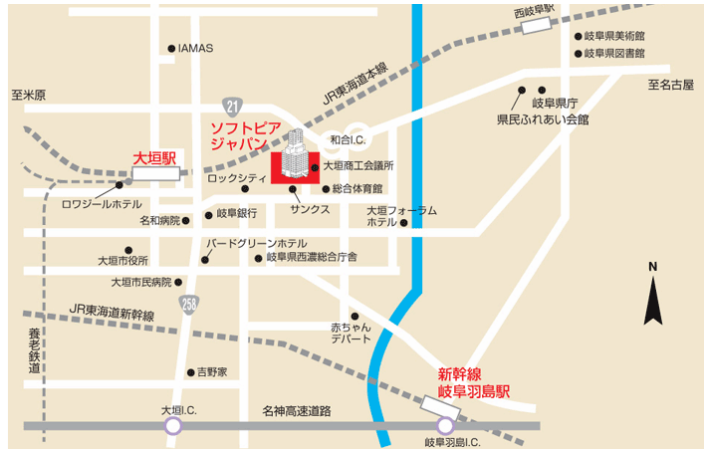 西岐阜駅
岐阜県美術館
岐阜県図書館
IAMAS
JR東海道本線
至米原
21
至名古屋
ソフトピア
ジャパン
岐阜県庁
県民ふれあい会館
和合I.C.
大垣駅
大垣商工会議所
ロックシティ
総合体育館
ロワジールホテル
サンクス
名和病院
岐阜銀行
大垣フォーラム
ホテル
バードグリーンホテル
大垣市役所
岐阜県西濃総合庁舎
N
大垣市民病院
258
JR東海道新幹線
赤ちゃん
デパート
養老鉄道
吉野家
新幹線
岐阜羽島駅
大垣I.C.
名神高速道路
岐阜羽島I.C.